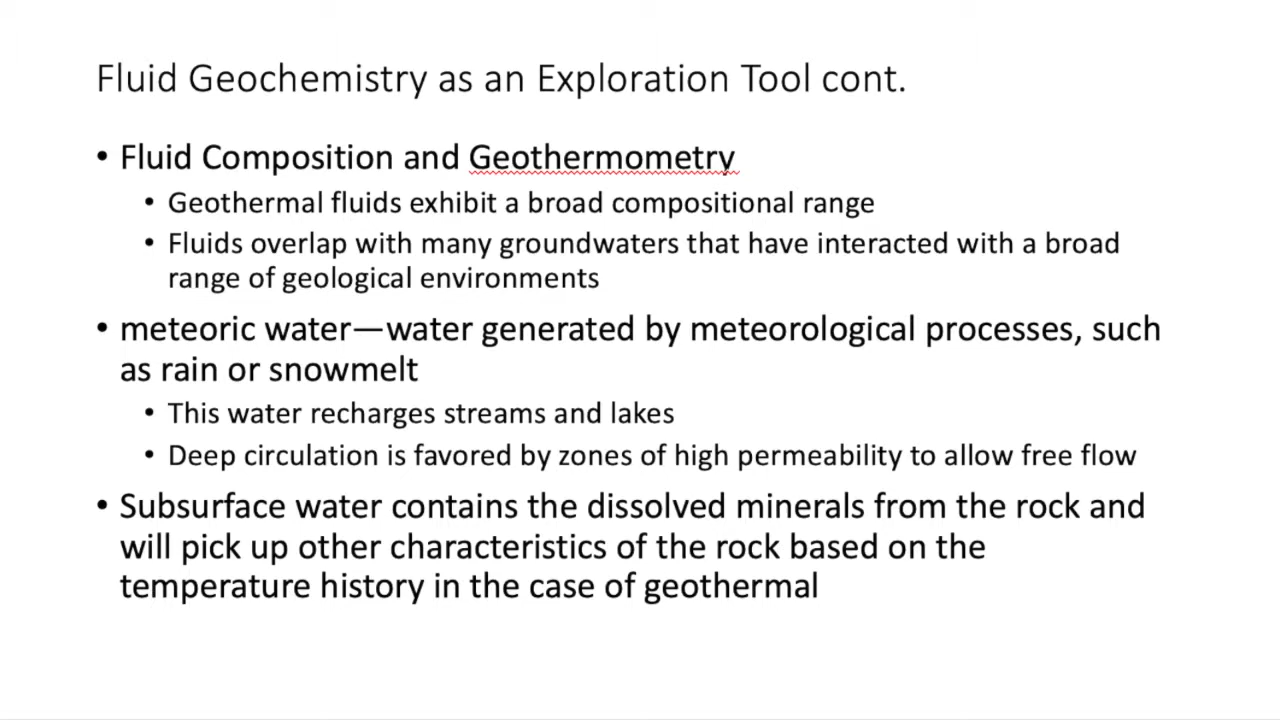 Fluid Geochemistry as an Exploration Tool cont.
• Fluid Composition and Geothermometry
• Geothermal fluids exhibit a broad compositional range
• Fluids overlap with many groundwaters that have interacted with a broad
range of geological environments
• meteoric water—water generated by meteorological processes, such
as rain or snowmelt
• This water recharges streams and lakes
• Deep circulation is favored by zones of high permeability to allow free flow
• Subsurface water contains the dissolved minerals from the rock and
will pick up other characteristics of the rock based on the
temperature history in the case of geothermal